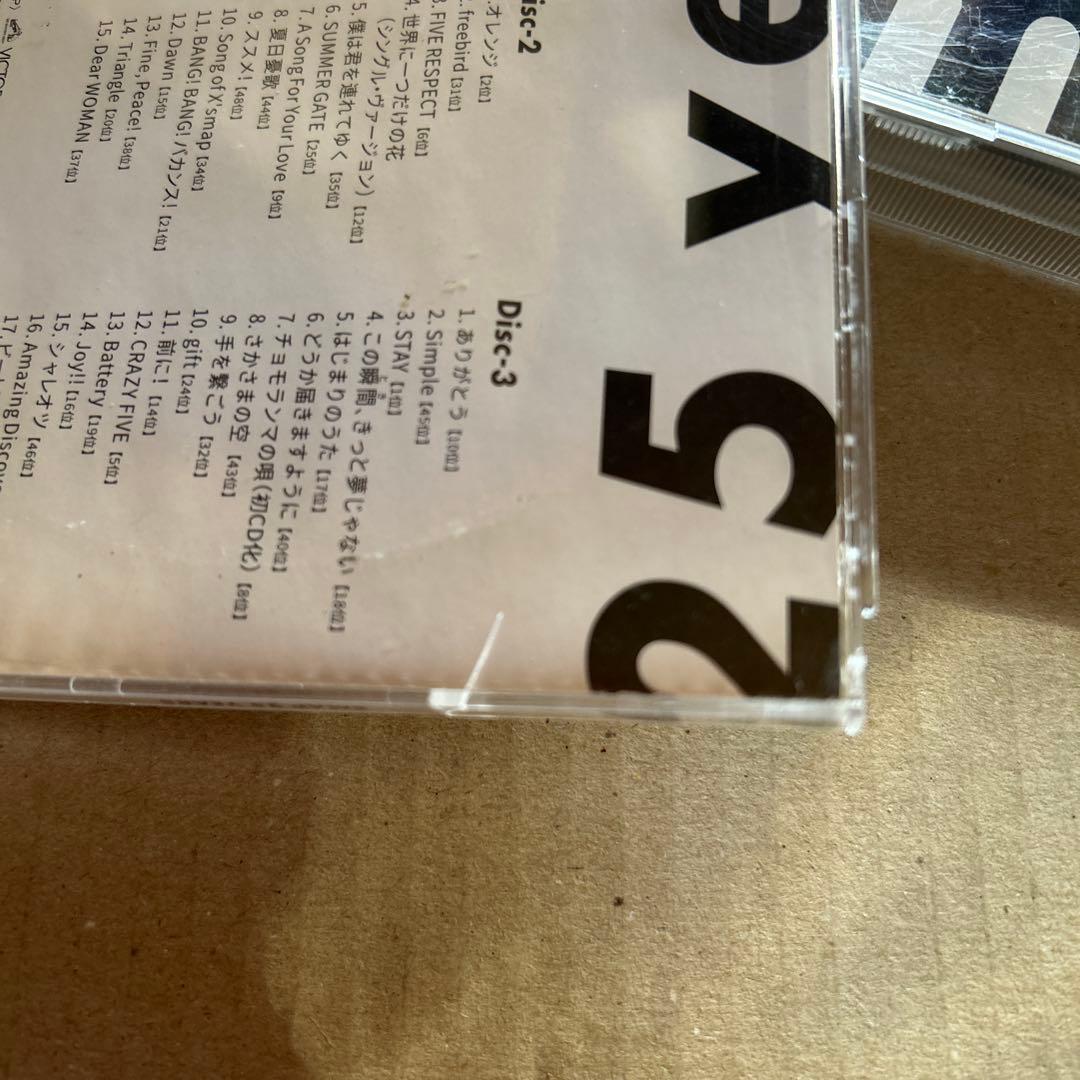 25 ye
Disc-2
オレンジ【2位】
freebird【31位】
3. FIVE RESPECT【6位】
4. 世界に一つだけの花
(シングル・ヴァージョン)【12位】
5. 僕は君を連れてゆく【35位】
6. SUMMER GATE【25位】
7. A Song For Your Love【9位】
8. 夏日憂歌【44位】
9. ススメ!【48位】
10. Song of X'smap【34位】
11. BANG! BANG! バカンス!【21位】
12. Dawn【15位】
13. Fine, Peace!【38位】
14. Triangle【20位】
15. Dear WOMAN【37位】
Disc-3
1. ありがとう【10位】
2. Simple【45位】
3. STAY【1位】
4. この瞬間、きっと夢じゃない【18位】
とき
5. はじまりのうた【17位】
6. どうか届きますように【40位】
7. チョモランマの唄(初CD化)【8位】
8. さかさまの空【43位】
9. 手を繋ごう【32位】
10. gift【24位】
11. 前に!【14位】
12. CRAZY FIVE【5位】
13. Battery【19位】
14. Joy!!【16位】
15. シャレオツ【46位】
16. Amazing Discov
17.